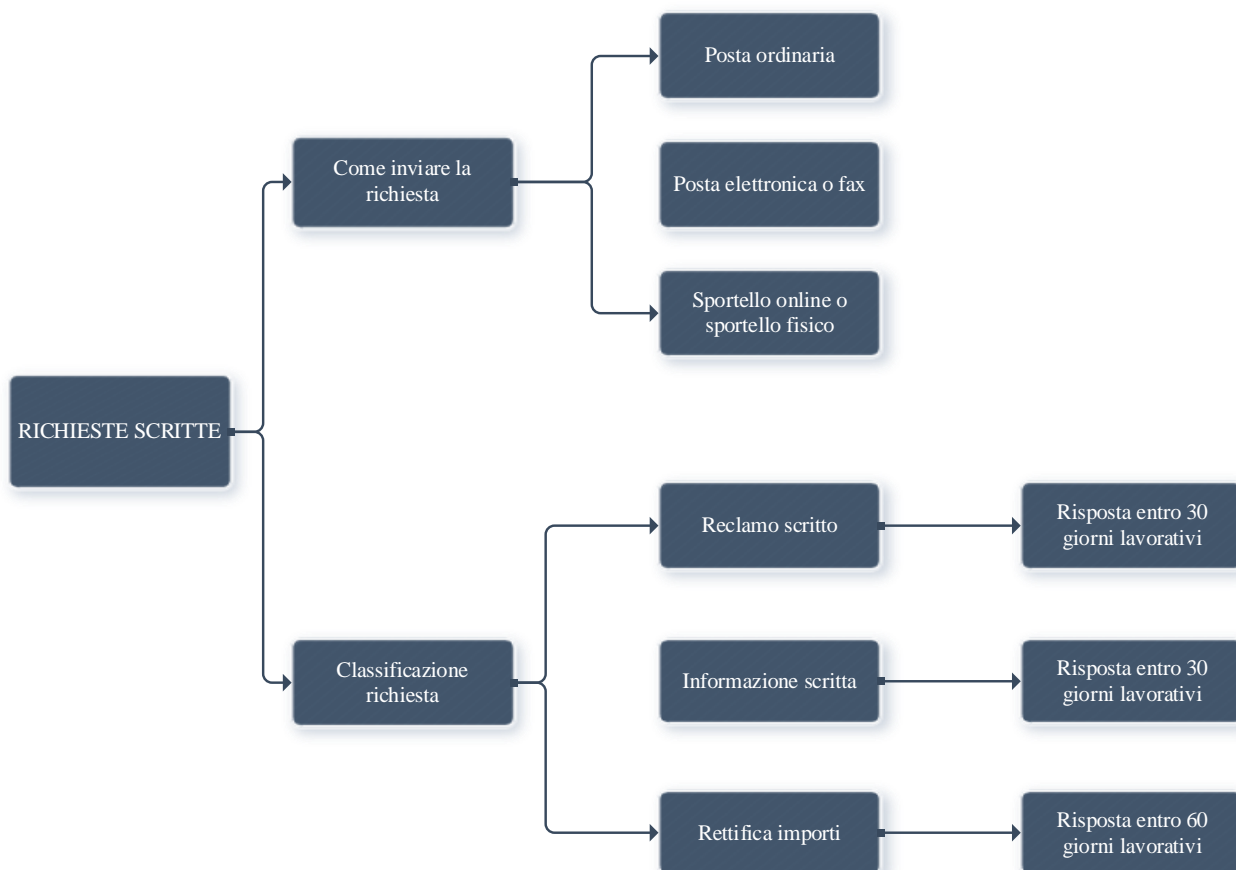 Posta ordinaria
Come inviare la
richiesta
Posta elettronica o fax
Sportello online o
sportello fisico
RICHIESTE SCRITTE
Reclamo scritto
Risposta entro 30
giorni lavorativi
Classificazione
richiesta
Informazione scritta
Risposta entro 30
giorni lavorativi
Rettifica importi
Risposta entro 60
giorni lavorativi